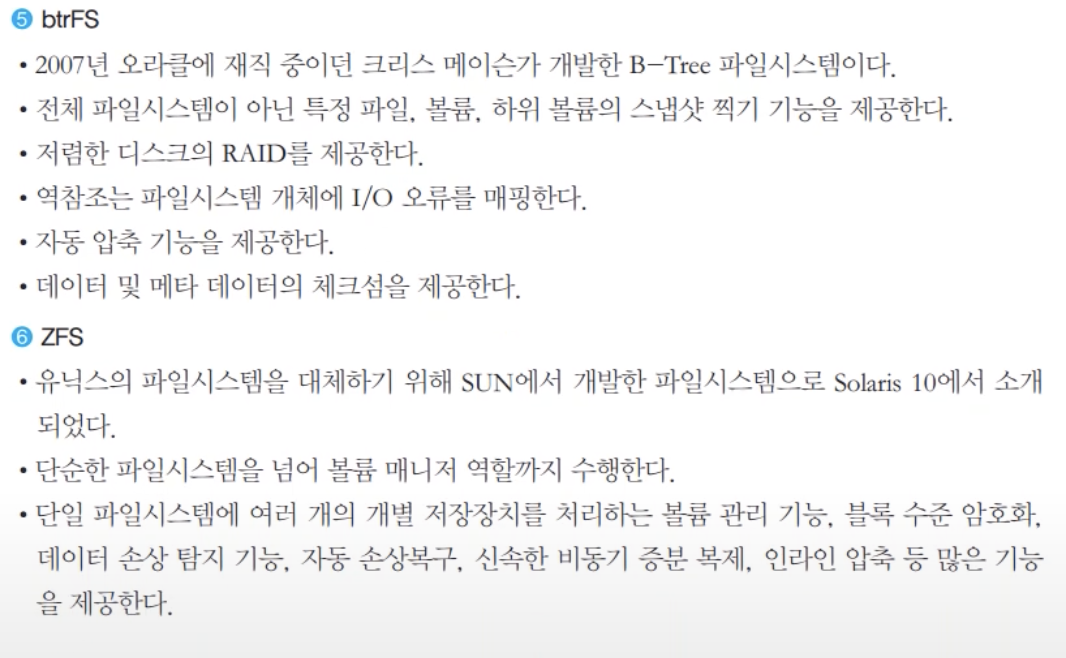 5 btrFS
• 2007년 오라클에 재직 중이던 크리스 메이슨가 개발한 B-Tree 파일시스템이다.
• 전체 파일시스템이 아닌 특정 파일, 볼륨, 하위 볼륨의 스냅샷 찍기 기능을 제공한다.
• 저렴한 디스크의 RAID를 제공한다.
• 역참조는 파일시스템 개체에 I/O 오류를 매핑한다.
• 자동 압축 기능을 제공한다.
• 데이터 및 메타 데이터의 체크섬을 제공한다.
6 ZFS
• 유닉스의 파일시스템을 대체하기 위해 SUN에서 개발한 파일시스템으로 Solaris 10에서 소개
되었다.
• 단순한 파일시스템을 넘어 볼륨 매니저 역할까지 수행한다.
• 단일 파일시스템에 여러 개의 개별 저장장치를 처리하는 볼륨 관리 기능, 블록 수준 암호화,
데이터 손상 탐지 기능, 자동 손상복구, 신속한 비동기 증분 복제, 인라인 압축 등 많은 기능
을 제공한다.